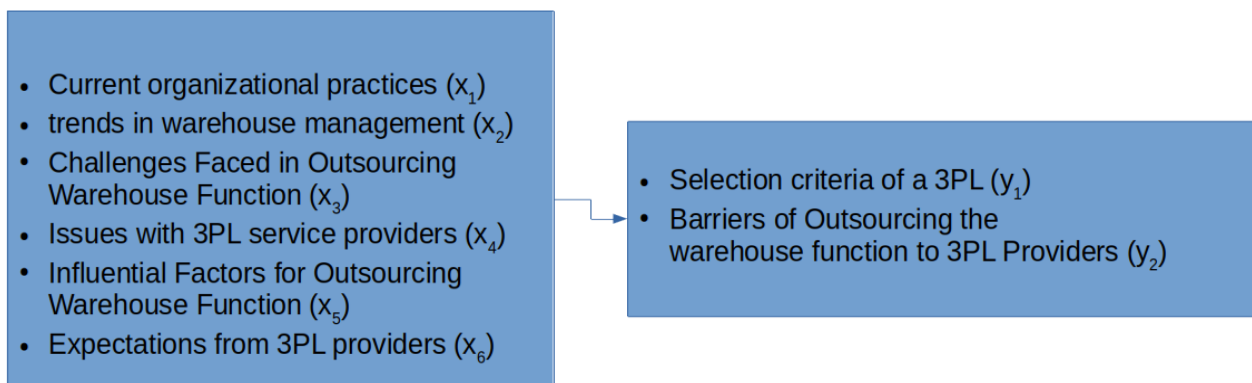 • Current organizational practices (x₁)
• trends in warehouse management (x₂)
• Challenges Faced in Outsourcing
Warehouse Function (x₃)
• Issues with 3PL service providers (x₄)
• Influential Factors for Outsourcing
Warehouse Function (x₅)
• Expectations from 3PL providers (x₆)
• Selection criteria of a 3PL (y₁)
• Barriers of Outsourcing the
warehouse function to 3PL Providers (y₂)